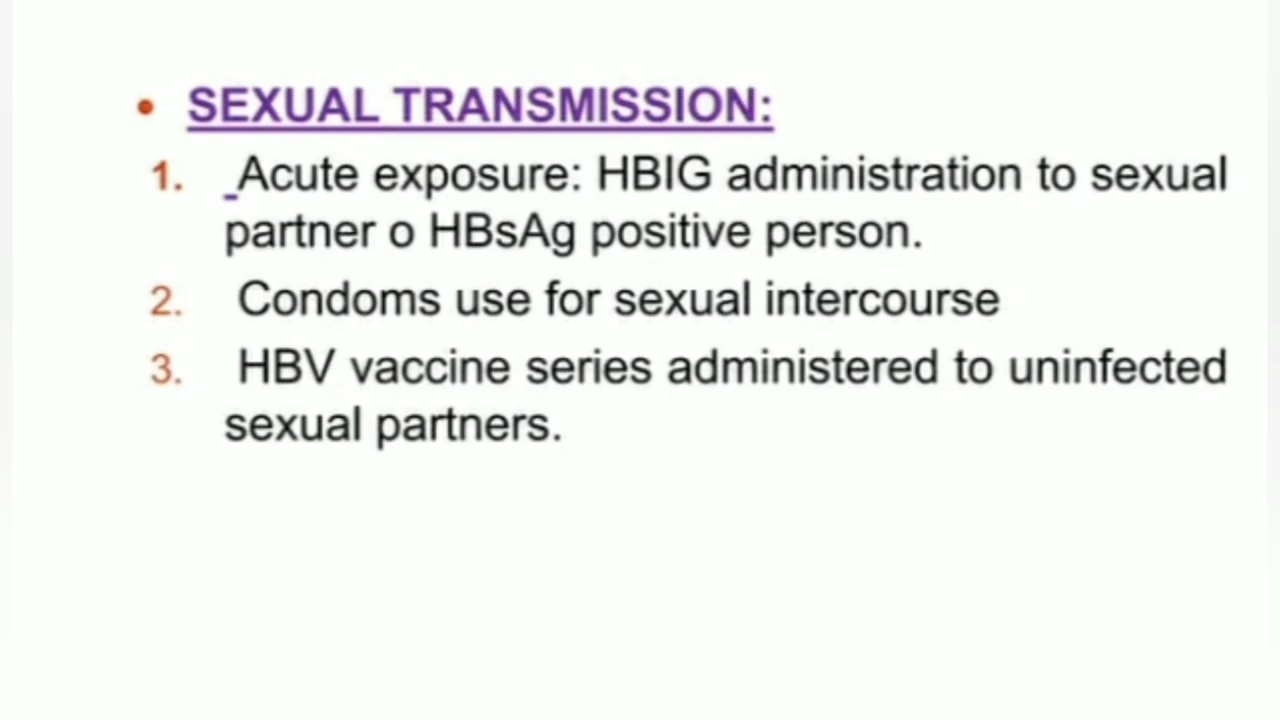 • SEXUAL TRANSMISSION:
1. Acute exposure: HBIG administration to sexual
partner o HBsAg positive person.
2. Condoms use for sexual intercourse
3. HBV vaccine series administered to uninfected
sexual partners.